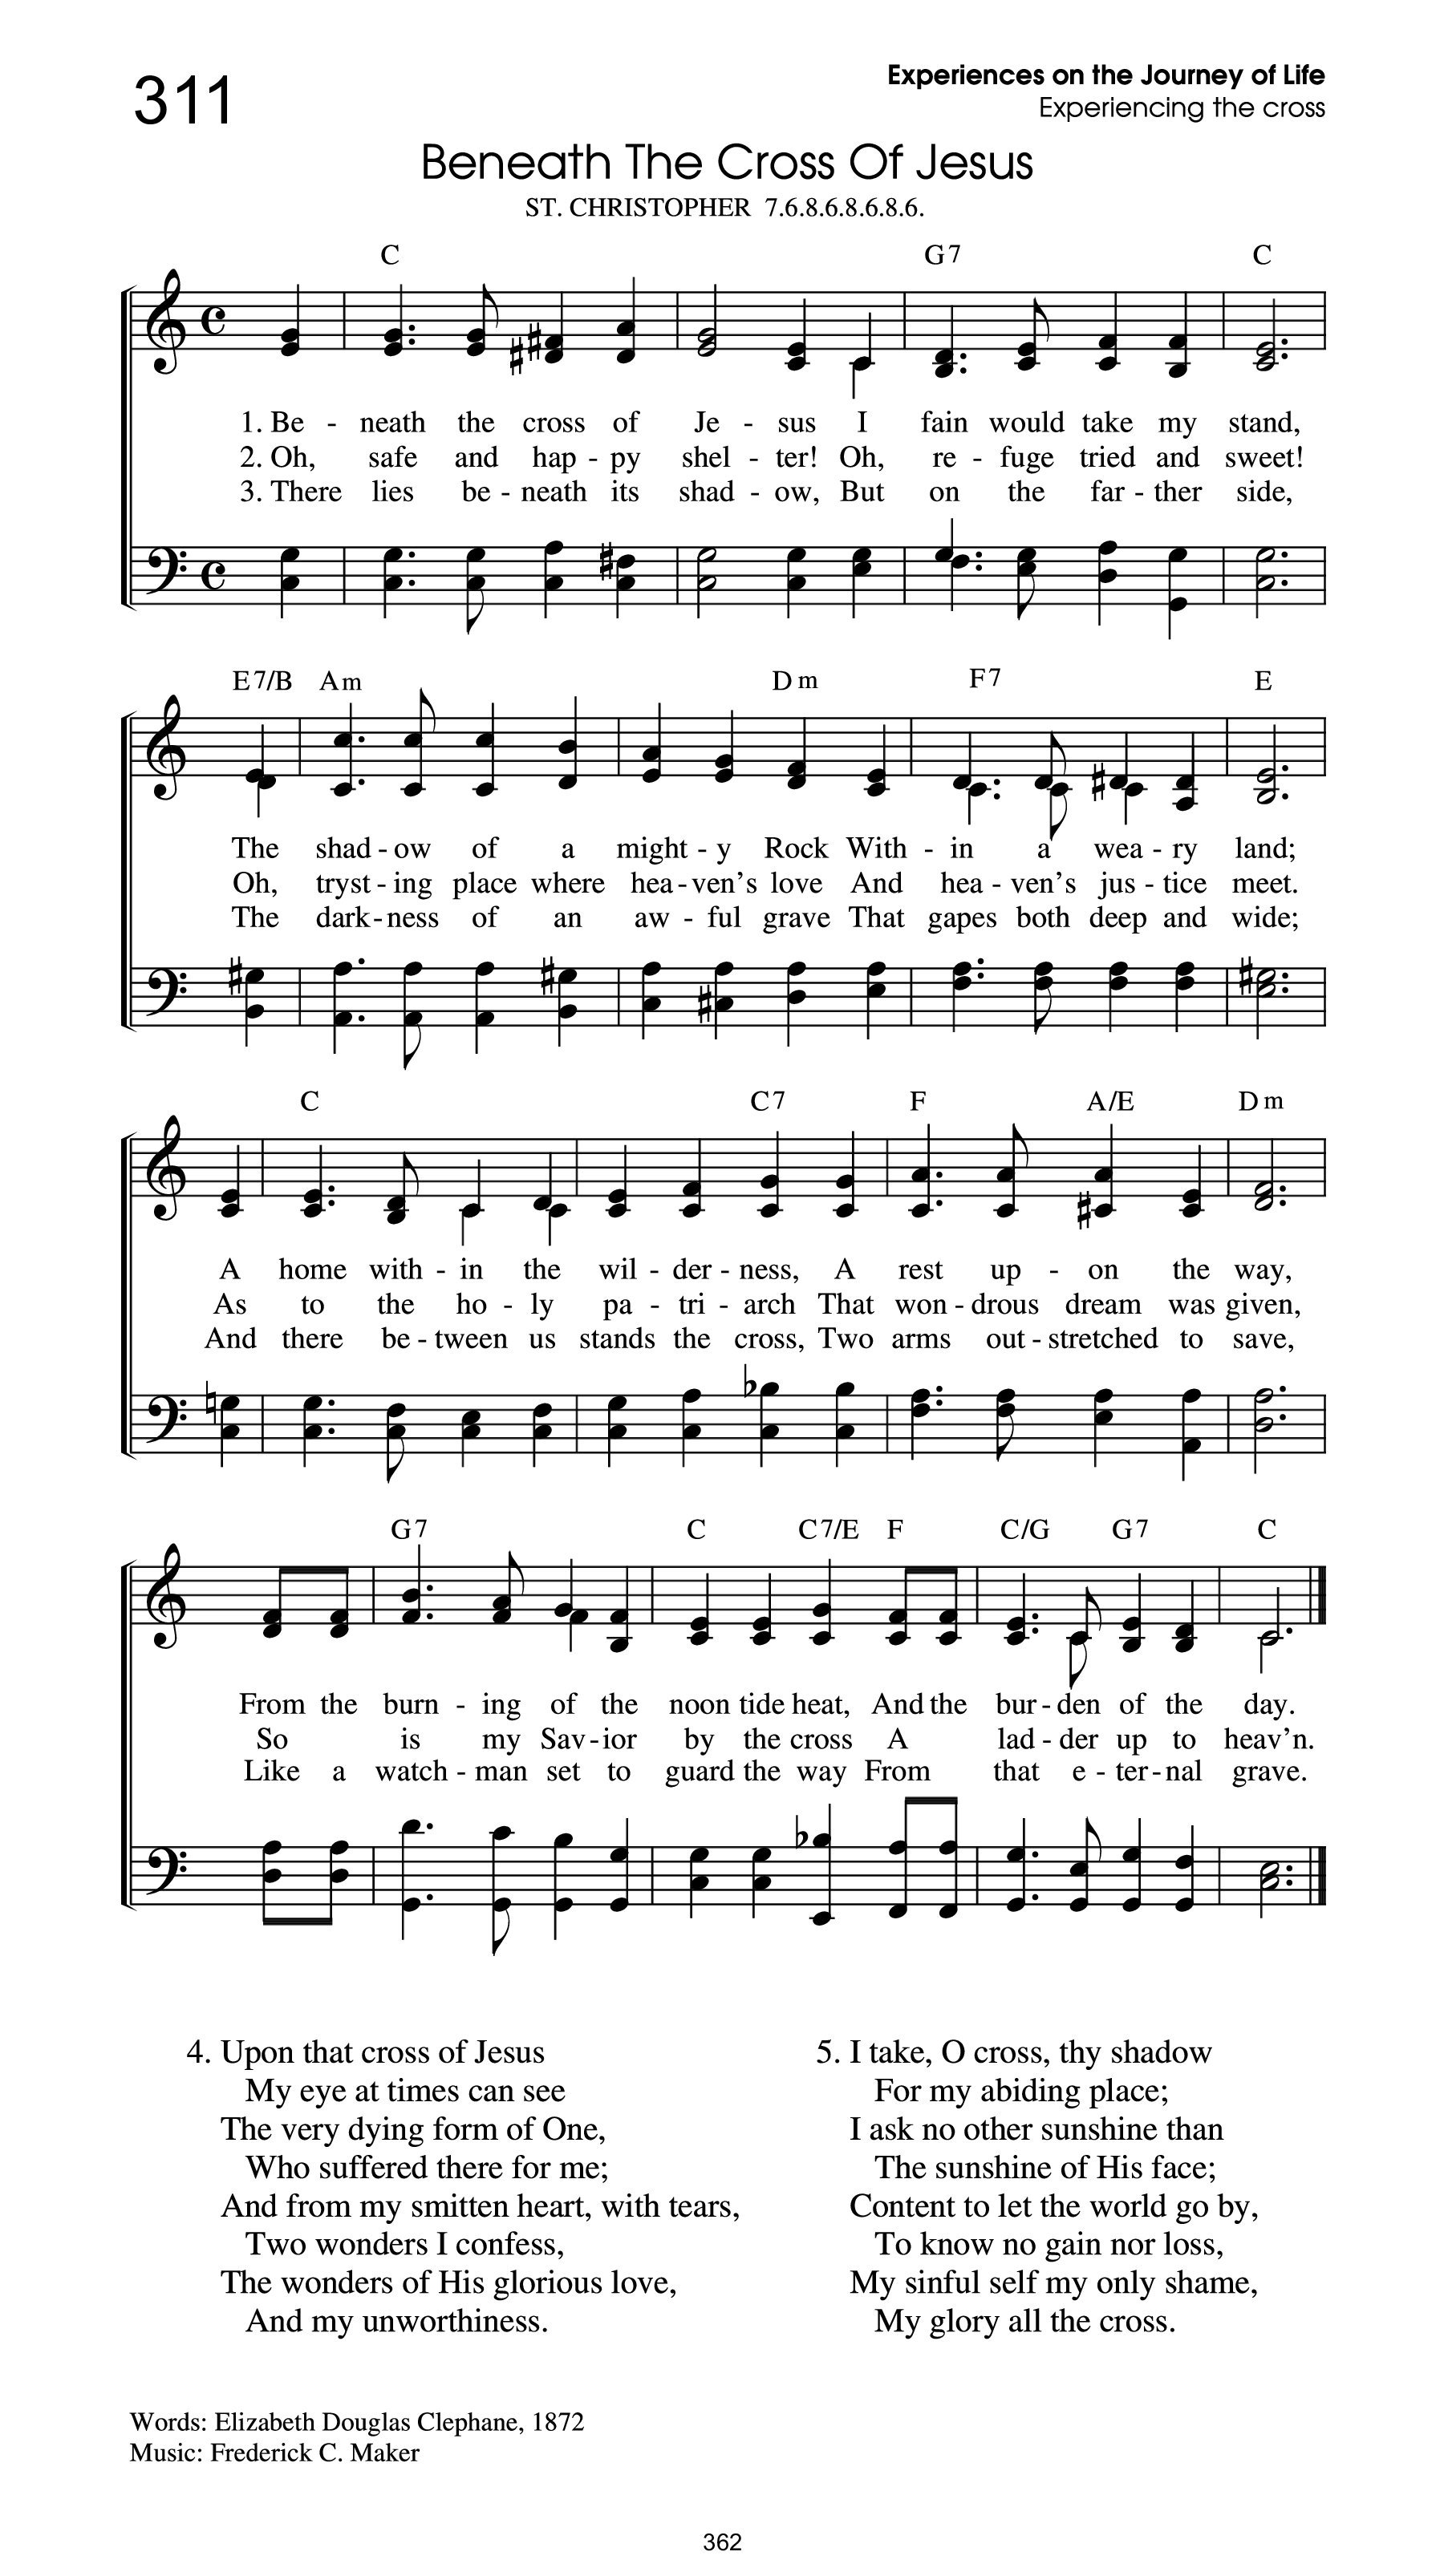 311
Experiences on the Journey of Life
Experiencing the cross
Beneath The Cross Of Jesus
ST. CHRISTOPHER 7.6.8.6.8.6.8.6.
C G7 C
1. Be - neath the cross of Je - sus I fain would take my stand,
2. Oh, safe and hap - py shel - ter! Oh, re - fuge tried and sweet!
3. There lies be - neath its shad - ow, But on the far - ther side,
E7/B Am Dm F7 E
The shad - ow of a might - y Rock With - in a wea - ry land;
Oh, tryst - ing place where hea - ven's love And hea - ven's jus - tice meet.
The dark - ness of an aw - ful grave That gapes both deep and wide;
C C7 F A/E Dm
A home with - in the wil - der - ness, A rest up - on the way,
As to the ho - ly pa - tri - arch That won - drous dream was given,
And there be - tween us stands the cross, Two arms out - stretched to save,
G7 C C7/E F C/G G7 C
From the burn - ing of the noon tide heat, And the bur - den of the day.
So is my Sav - ior by the cross A lad - der up to heav'n.
Like a watch - man set to guard the way From that e - ter - nal grave.
4. Upon that cross of Jesus
My eye at times can see
The very dying form of One,
Who suffered there for me;
And from my smitten heart, with tears,
Two wonders I confess,
The wonders of His glorious love,
And my unworthiness.
5. I take, O cross, thy shadow
For my abiding place;
I ask no other sunshine than
The sunshine of His face;
Content to let the world go by,
To know no gain nor loss,
My sinful self my only shame,
My glory all the cross.
Words: Elizabeth Douglas Clephane, 1872
Music: Frederick C. Maker
362